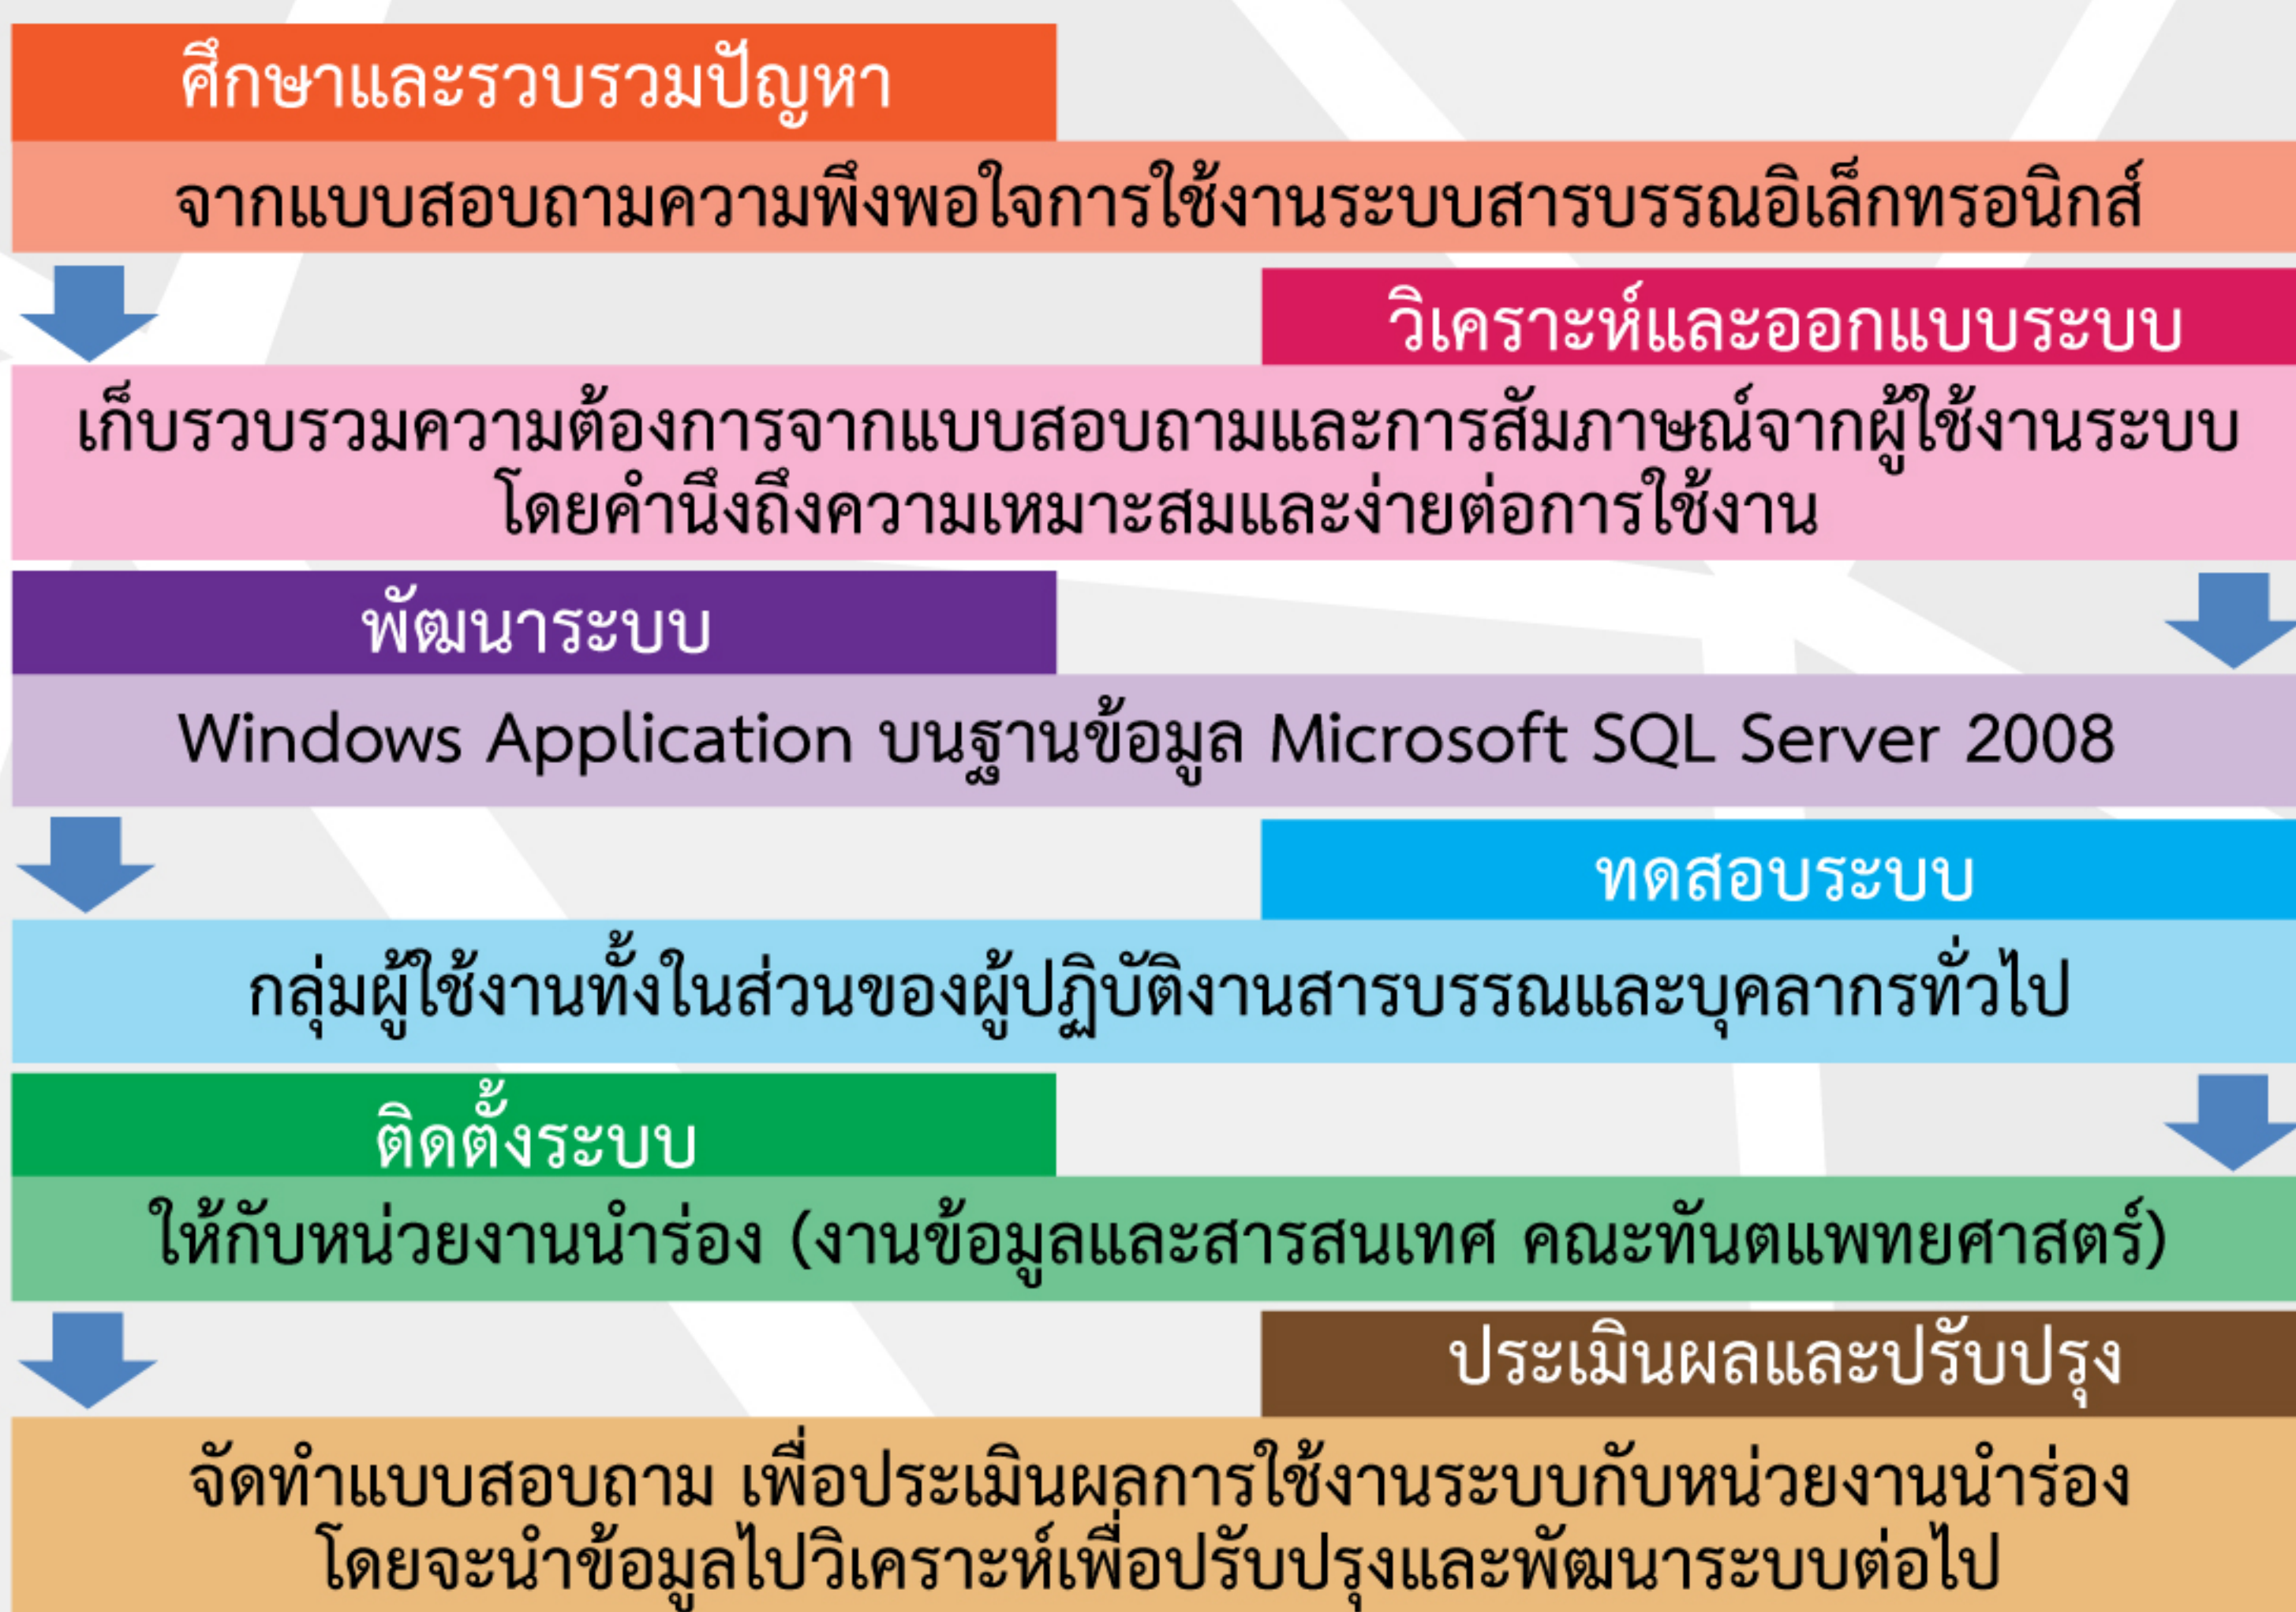 ศึกษาและรวบรวมปัญหา
จากแบบสอบถามความพึงพอใจการใช้งานระบบสารบรรณอิเล็กทรอนิกส์
วิเคราะห์และออกแบบระบบ
เก็บรวบรวมความต้องการจากแบบสอบถามและการสัมภาษณ์จากผู้ใช้งานระบบ
โดยคำนึงถึงความเหมาะสมและง่ายต่อการใช้งาน
พัฒนาระบบ
Windows Application บนฐานข้อมูล Microsoft SQL Server 2008
ทดสอบระบบ
กลุ่มผู้ใช้งานทั้งในส่วนของผู้ปฏิบัติงานสารบรรณและบุคลากรทั่วไป
ติดตั้งระบบ
ให้กับหน่วยงานนำร่อง (งานข้อมูลและสารสนเทศ คณะทันตแพทยศาสตร์)
ประเมินผลและปรับปรุง
จัดทำแบบสอบถาม เพื่อประเมินผลการใช้งานระบบกับหน่วยงานนำร่อง
โดยจะนำข้อมูลไปวิเคราะห์เพื่อปรับปรุงและพัฒนาระบบต่อไป